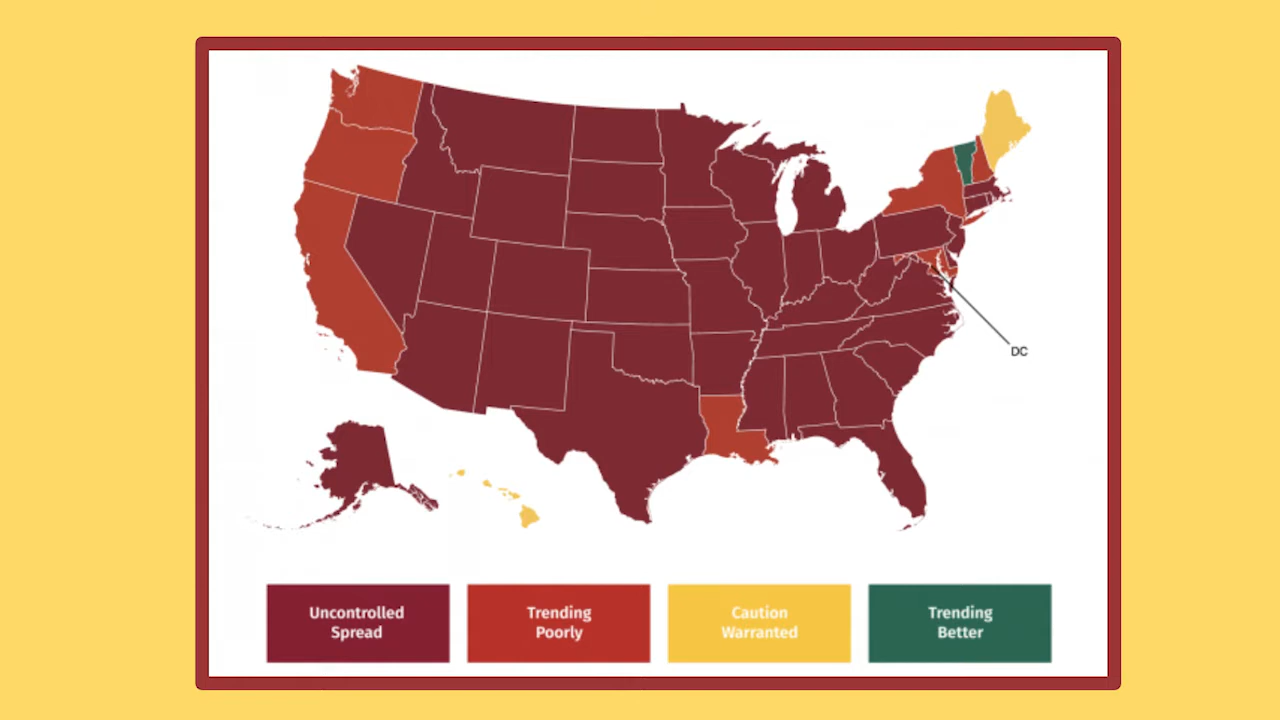 DC
Uncontrolled
Spread
Trending
Poorly
Caution
Warranted
Trending
Better